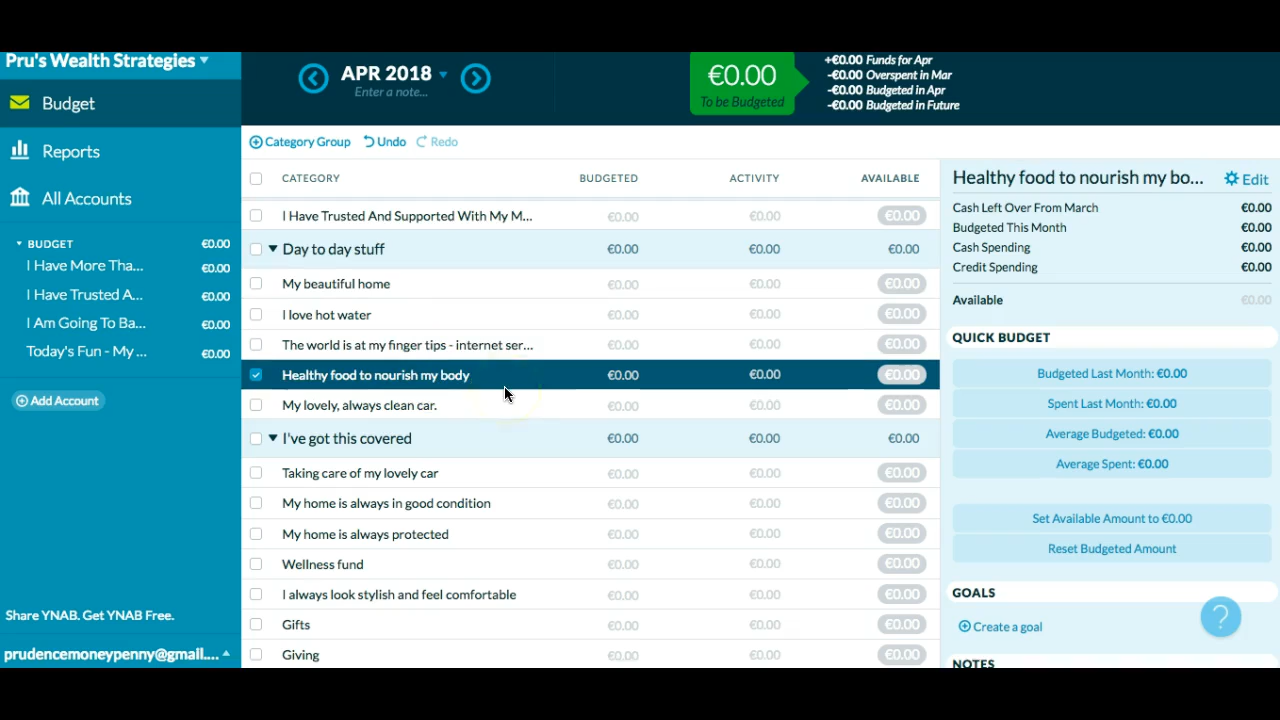 Pru's Wealth Strategies
Budget
Reports
All Accounts
BUDGET €0.00
I Have More Tha... €0.00
I Have Trusted A... €0.00
I Am Going To Ba... €0.00
Today's Fun - My ... €0.00
Add Account
Share YNAB. Get YNAB Free.
prudencemoneypenny@gmail....
APR 2018
Enter a note...
€0.00
To be Budgeted
+€0.00 Funds for Apr
-€0.00 Overspent in Mar
-€0.00 Budgeted in Apr
-€0.00 Budgeted in Future
Category Group Undo Redo
CATEGORY BUDGETED ACTIVITY AVAILABLE
I Have Trusted And Supported With My M... €0.00 €0.00 €0.00
Day to day stuff €0.00 €0.00 €0.00
My beautiful home €0.00 €0.00 €0.00
I love hot water €0.00 €0.00 €0.00
The world is at my finger tips - internet ser... €0.00 €0.00 €0.00
Healthy food to nourish my body €0.00 €0.00 €0.00
My lovely, always clean car. €0.00 €0.00 €0.00
I've got this covered €0.00 €0.00 €0.00
Taking care of my lovely car €0.00 €0.00 €0.00
My home is always in good condition €0.00 €0.00 €0.00
My home is always protected €0.00 €0.00 €0.00
Wellness fund €0.00 €0.00 €0.00
I always look stylish and feel comfortable €0.00 €0.00 €0.00
Gifts €0.00 €0.00 €0.00
Giving €0.00 €0.00 €0.00
Healthy food to nourish my bo... Edit
Cash Left Over From March €0.00
Budgeted This Month €0.00
Cash Spending €0.00
Credit Spending €0.00
Available €0.00
QUICK BUDGET
Budgeted Last Month: €0.00
Spent Last Month: €0.00
Average Budgeted: €0.00
Average Spent: €0.00
Set Available Amount to €0.00
Reset Budgeted Amount
GOALS
Create a goal
?
NOTES